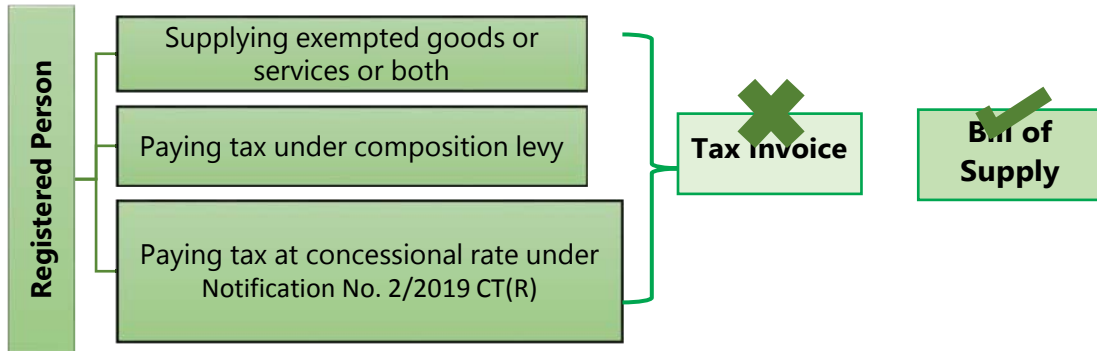 Registered Person
Supplying exempted goods or
services or both
Paying tax under composition levy
Paying tax at concessional rate under
Notification No. 2/2019 CT(R)
Tax Invoice
Bill of
Supply